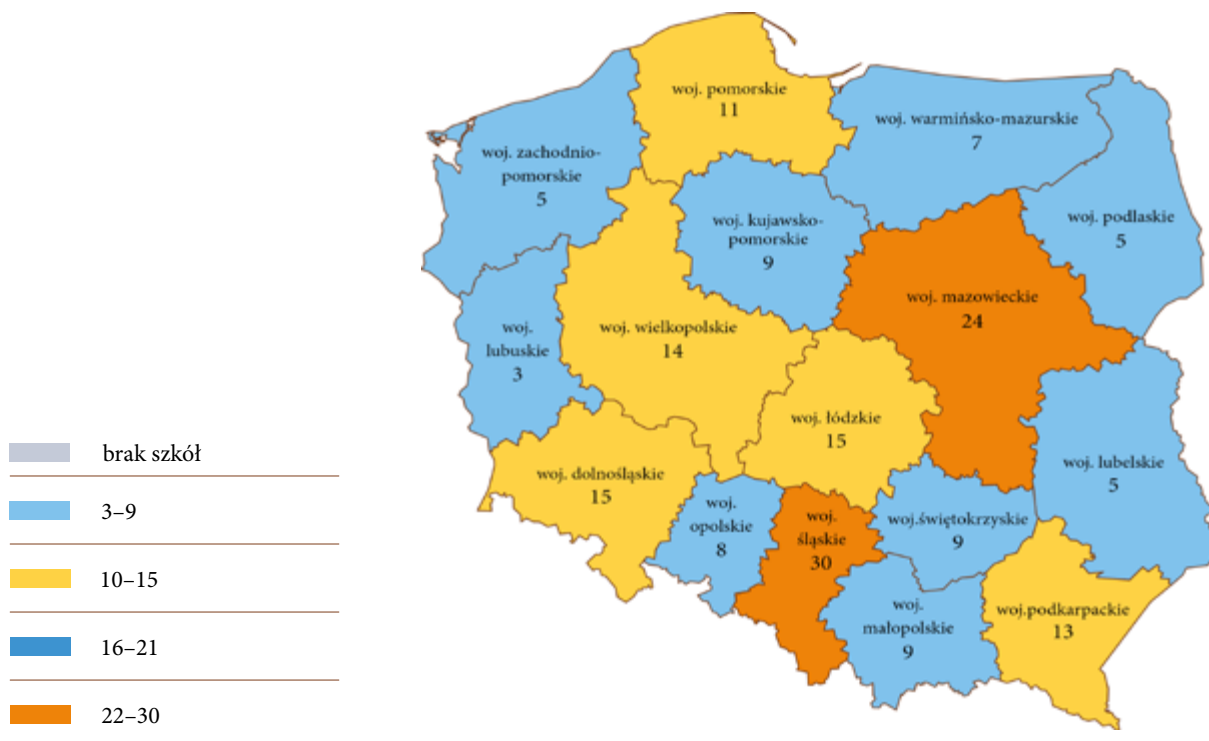 woj. pomorskie
11
woj. warmińsko-mazurskie
7
woj. zachodnio-
pomorskie
5
woj. kujawsko-
pomorskie
9
woj. podlaskie
5
woj. mazowieckie
24
woj. wielkopolskie
14
woj.
lubuskie
3
woj. łódzkie
15
woj. dolnośląskie
15
woj. lubelskie
5
woj.
opolskie
8
woj.
śląskie
30
woj.świętokrzyskie
9
woj.
małopolskie
9
woj.podkarpackie
13
brak szkół
3–9
10–15
16–21
22–30